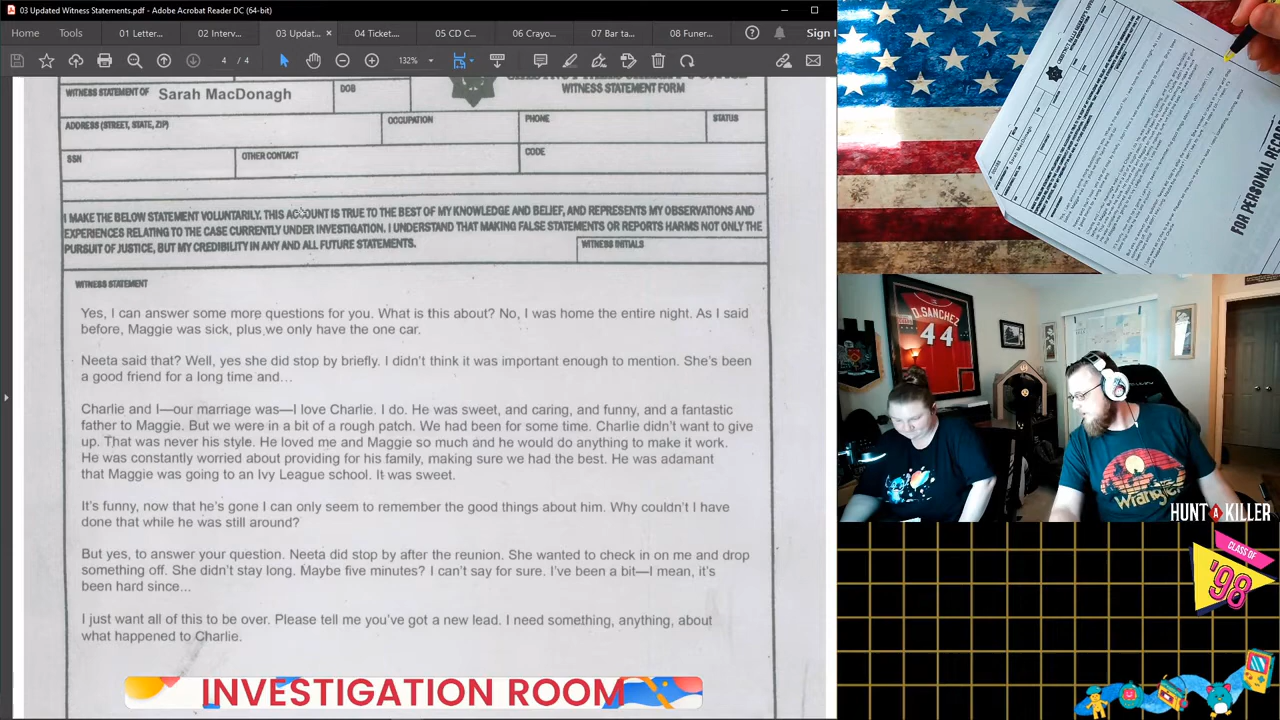 03 Updated Witness Statements.pdf - Adobe Acrobat Reader DC (64-bit)
Home
Tools
01 Letter...
02 Interv...
03 Updat...
04 Ticket...
05 CD C...
06 Crayo...
07 Bar ta...
08 Funer...
Sign I
4 / 4
132%
WITNESS STATEMENT OF Sarah MacDonagh
DOB
WITNESS STATEMENT FORM
ADDRESS (STREET, STATE, ZIP)
OCCUPATION
PHONE
STATUS
SSN
OTHER CONTACT
CODE
I MAKE THE BELOW STATEMENT VOLUNTARILY. THIS ACCOUNT IS TRUE TO THE BEST OF MY KNOWLEDGE AND BELIEF, AND REPRESENTS MY OBSERVATIONS AND
EXPERIENCES RELATING TO THE CASE CURRENTLY UNDER INVESTIGATION. I UNDERSTAND THAT MAKING FALSE STATEMENTS OR REPORTS HARMS NOT ONLY THE
PURSUIT OF JUSTICE, BUT MY CREDIBILITY IN ANY AND ALL FUTURE STATEMENTS.
WITNESS INITIALS
WITNESS STATEMENT
Yes, I can answer some more questions for you. What is this about? No, I was home the entire night. As I said
before, Maggie was sick, plus we only have the one car.
Neeta said that? Well, yes she did stop by briefly. I didn't think it was important enough to mention. She's been
a good friend for a long time and...
Charlie and I—our marriage was—I love Charlie. I do. He was sweet, and caring, and funny, and a fantastic
father to Maggie. But we were in a bit of a rough patch. We had been for some time. Charlie didn't want to give
up. That was never his style. He loved me and Maggie so much and he would do anything to make it work.
He was constantly worried about providing for his family, making sure we had the best. He was adamant
that Maggie was going to an Ivy League school. It was sweet.
It's funny, now that he's gone I can only seem to remember the good things about him. Why couldn't I have
done that while he was still around?
But yes, to answer your question. Neeta did stop by after the reunion. She wanted to check in on me and drop
something off. She didn't stay long. Maybe five minutes? I can't say for sure. I've been a bit—I mean, it's
been hard since...
I just want all of this to be over. Please tell me you've got a new lead. I need something, anything, about
what happened to Charlie.
INVESTIGATION ROOM
FOR PERSONAL RECO
D.SANCHEZ
44
Wrangler
HUNT A KILLER
CLASS OF
'98